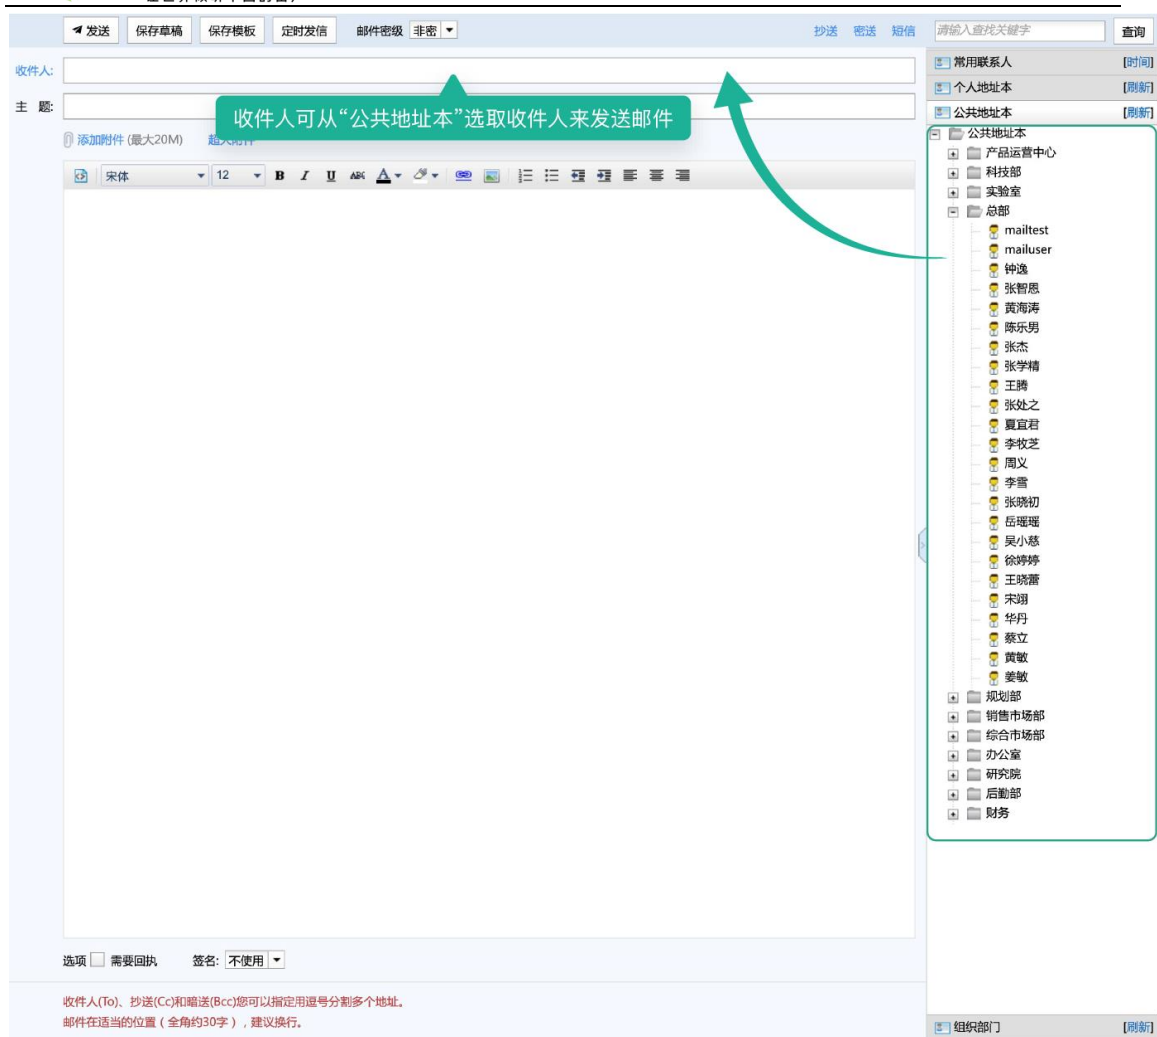 发送 保存草稿 保存模板 定时发信 邮件密级 非密 抄送 密送 短信 请输入查找关键字 查询
收件人:
主 题:
收件人可从“公共地址本”选取收件人来发送邮件
添加附件 (最大20M)
宋体 12 B I U ABC A
常用联系人 [时间]
个人地址本 [刷新]
公共地址本 [刷新]
公共地址本
产品运营中心
科技部
实验室
总部
mailtest
mailuser
钟逸
张智恩
黄海涛
陈乐男
张杰
张学精
王腾
张处之
夏宜君
李牧芝
周义
李雪
张晓初
岳瑶瑶
吴小慈
徐婷婷
王晓蕾
宋翊
华丹
蔡立
黄敏
姜敏
规划部
销售市场部
综合市场部
办公室
研究院
后勤部
财务
选项 需要回执 签名: 不使用
收件人(To)、抄送(Cc)和暗送(Bcc)您可以指定用逗号分割多个地址。
邮件在适当的位置 ( 全角约30字 ) , 建议换行。
组织部门 [刷新]